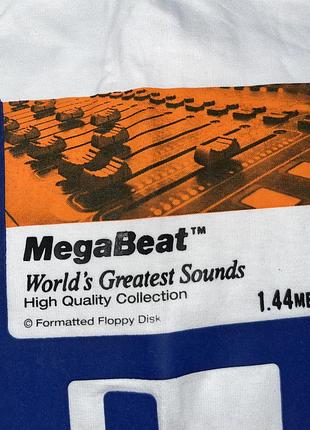 MegaBeat™
World's Greatest Sounds
High Quality Collection
1.44MB
© Formatted Floppy Disk